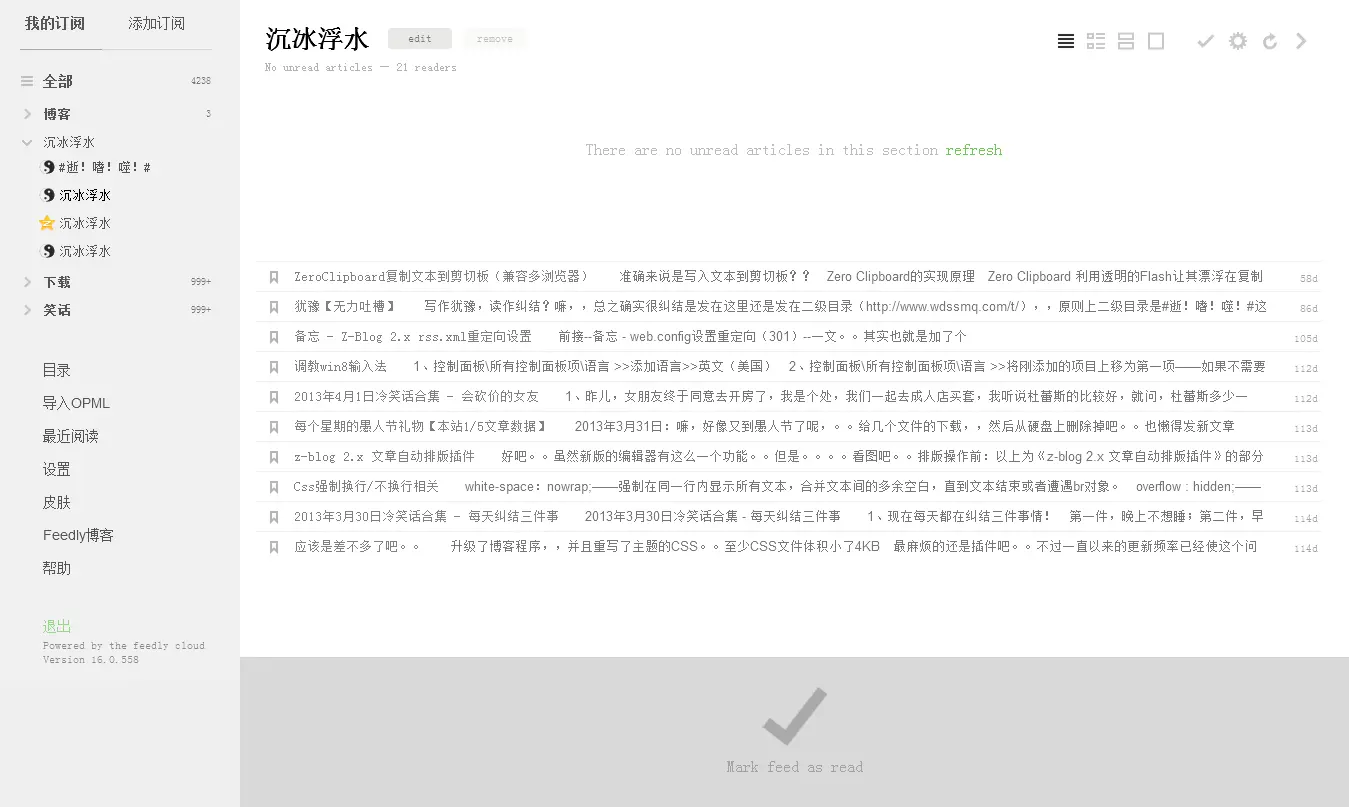 我的订阅 添加订阅
全部 4238
博客 3
沉冰浮水
#逝！嗜！噬！#
沉冰浮水
沉冰浮水
沉冰浮水
下载 999+
笑话 999+
目录
导入OPML
最近阅读
设置
皮肤
Feedly博客
帮助
退出
Powered by the feedly cloud
Version 16.0.558
沉冰浮水 edit remove
No unread articles — 21 readers
There are no unread articles in this section refresh
ZeroClipboard复制文本到剪切板（兼容多浏览器） 准确来说是写入文本到剪切板？？ Zero Clipboard的实现原理 Zero Clipboard 利用透明的Flash让其漂浮在复制 58d
犹豫【无力吐槽】 写作犹豫，读作纠结？嘛，，总之确实很纠结是发在这里还是发在二级目录（http://www.wdssmq.com/t/），，原则上二级目录是#逝！嗜！噬！#这 86d
备忘 - Z-Blog 2.x rss.xml重定向设置 前接--备忘 - web.config设置重定向（301）--一文。。其实也就是加了个 105d
调教win8输入法 1、控制面板\所有控制面板项\语言 >>添加语言>>英文（美国） 2、控制面板\所有控制面板项\语言 >>将刚添加的项目上移为第一项——如果不需要 112d
2013年4月1日冷笑话合集 - 会砍价的女友 1、昨儿，女朋友终于同意去开房了，我是个处，我们一起去成人店买套，我听说杜蕾斯的比较好，就问，杜蕾斯多少一 112d
每个星期的愚人节礼物【本站1/5文章数据】 2013年3月31日：嘛，好像又到愚人节了呢，。。给几个文件的下载，，然后从硬盘上删除掉吧。。也懒得发新文章 113d
z-blog 2.x 文章自动排版插件 好吧。。虽然新版的编辑器有这么一个功能。。但是。。。。看图吧。。排版操作前：以上为《z-blog 2.x 文章自动排版插件》的部分 113d
Css强制换行/不换行相关 white-space：nowrap;——强制在同一行内显示所有文本，合并文本间的多余空白，直到文本结束或者遭遇br对象。 overflow : hidden;—— 113d
2013年3月30日冷笑话合集 - 每天纠结三件事 2013年3月30日冷笑话合集 - 每天纠结三件事 1、现在每天都在纠结三件事情！ 第一件，晚上不想睡；第二件，早 114d
应该是差不多了吧。。 升级了博客程序，，并且重写了主题的CSS。。至少CSS文件体积小了4KB 最麻烦的还是插件吧。。不过一直以来的更新频率已经使这个问 114d
Mark feed as read